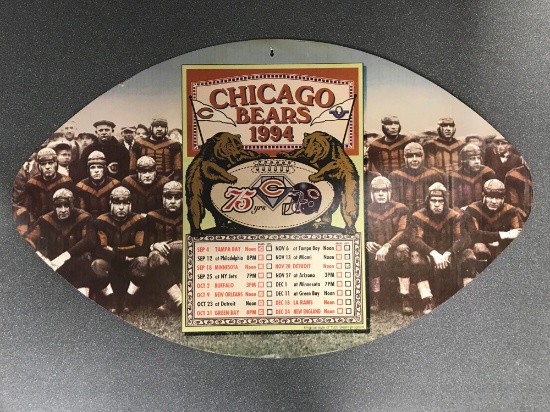 CHICAGO
BEARS
1994
75 yrs
SEP 4 TAMPA BAY Noon
SEP 12 at Philadelphia 8PM
SEP 18 MINNESOTA Noon
SEP 25 at NY Jets 7PM
OCT 2 BUFFALO 3PM
OCT 9 NEW ORLEANS Noon
OCT 23 at Detroit Noon
OCT 31 GREEN BAY 8PM
NOV 6 at Tampa Bay Noon
NOV 13 at Miami Noon
NOV 20 DETROIT Noon
NOV 27 at Arizona 3PM
DEC 1 at Minnesota 7PM
DEC 11 at Green Bay Noon
DEC 18 LA RAMS Noon
DEC 24 NEW ENGLAND Noon